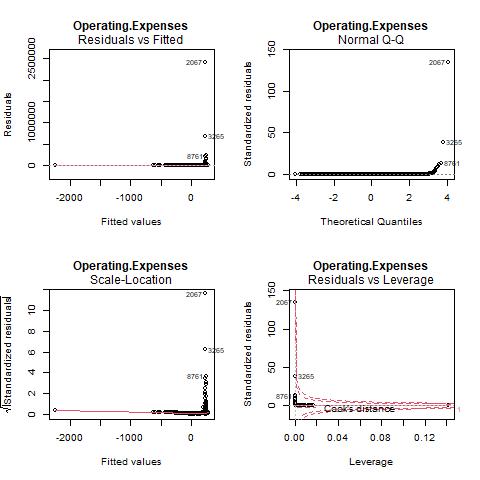 Operating.Expenses
Residuals vs Fitted
Residuals
2500000
1000000
0
2067
3265
8761
-2000
-1000
0
Fitted values
Operating.Expenses
Normal Q-Q
Standardized residuals
150
100
50
0
2067
3265
8761
-4
-2
0
2
4
Theoretical Quantiles
Operating.Expenses
Scale-Location
√|Standardized residuals|
10
8
6
4
2
0
2067
3265
8761
-2000
-1000
0
Fitted values
Operating.Expenses
Residuals vs Leverage
Standardized residuals
150
100
50
0
2067
3265
8761
Cook's distance
0.00
0.04
0.08
0.12
Leverage